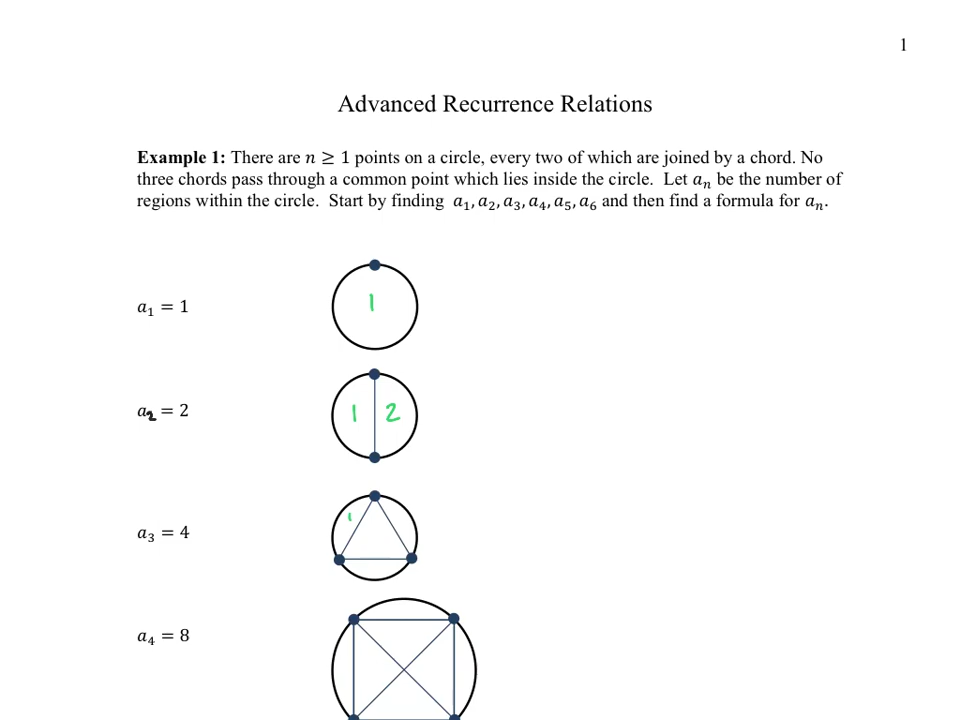 1
Advanced Recurrence Relations
Example 1: There are n ≥ 1 points on a circle, every two of which are joined by a chord. No
three chords pass through a common point which lies inside the circle. Let aₙ be the number of
regions within the circle. Start by finding a₁, a₂, a₃, a₄, a₅, a₆ and then find a formula for aₙ.
a₁ = 1
1
a₂ = 2
1 2
a₃ = 4
1
a₄ = 8